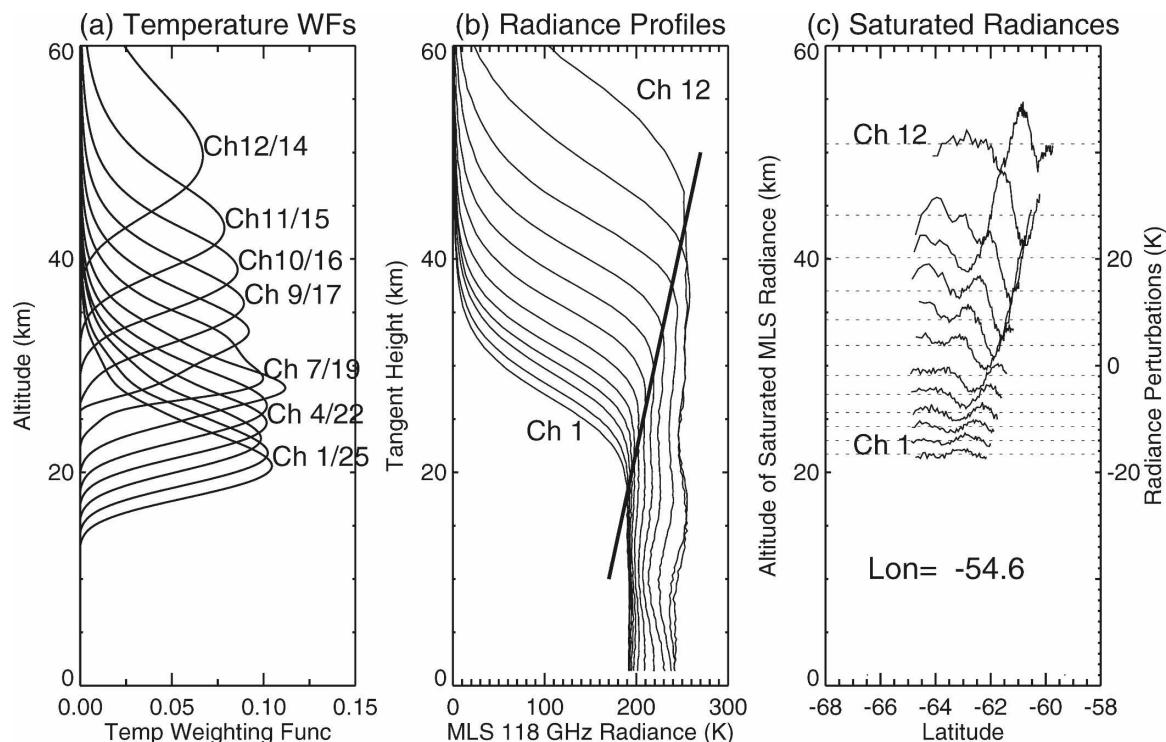 (a) Temperature WFs
60
40
20
0
Altitude (km)
Ch12/14
Ch11/15
Ch10/16
Ch 9/17
Ch 7/19
Ch 4/22
Ch 1/25
0.00 0.05 0.10 0.15
Temp Weighting Func
(b) Radiance Profiles
60
40
20
0
Tangent Height (km)
Ch 12
Ch 1
0 100 200 300
MLS 118 GHz Radiance (K)
(c) Saturated Radiances
60
40
20
0
Altitude of Saturated MLS Radiance (km)
Ch 12
Ch 1
Lon= -54.6
20
0
-20
Radiance Perturbations (K)
-68 -66 -64 -62 -60 -58
Latitude